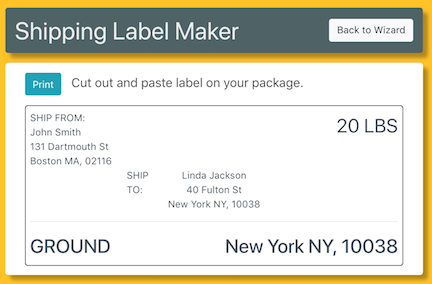 Shipping Label Maker
Back to Wizard
Print
Cut out and paste label on your package.
SHIP FROM:
John Smith
131 Dartmouth St
Boston MA, 02116
20 LBS
SHIP TO:
Linda Jackson
40 Fulton St
New York NY, 10038
GROUND
New York NY, 10038